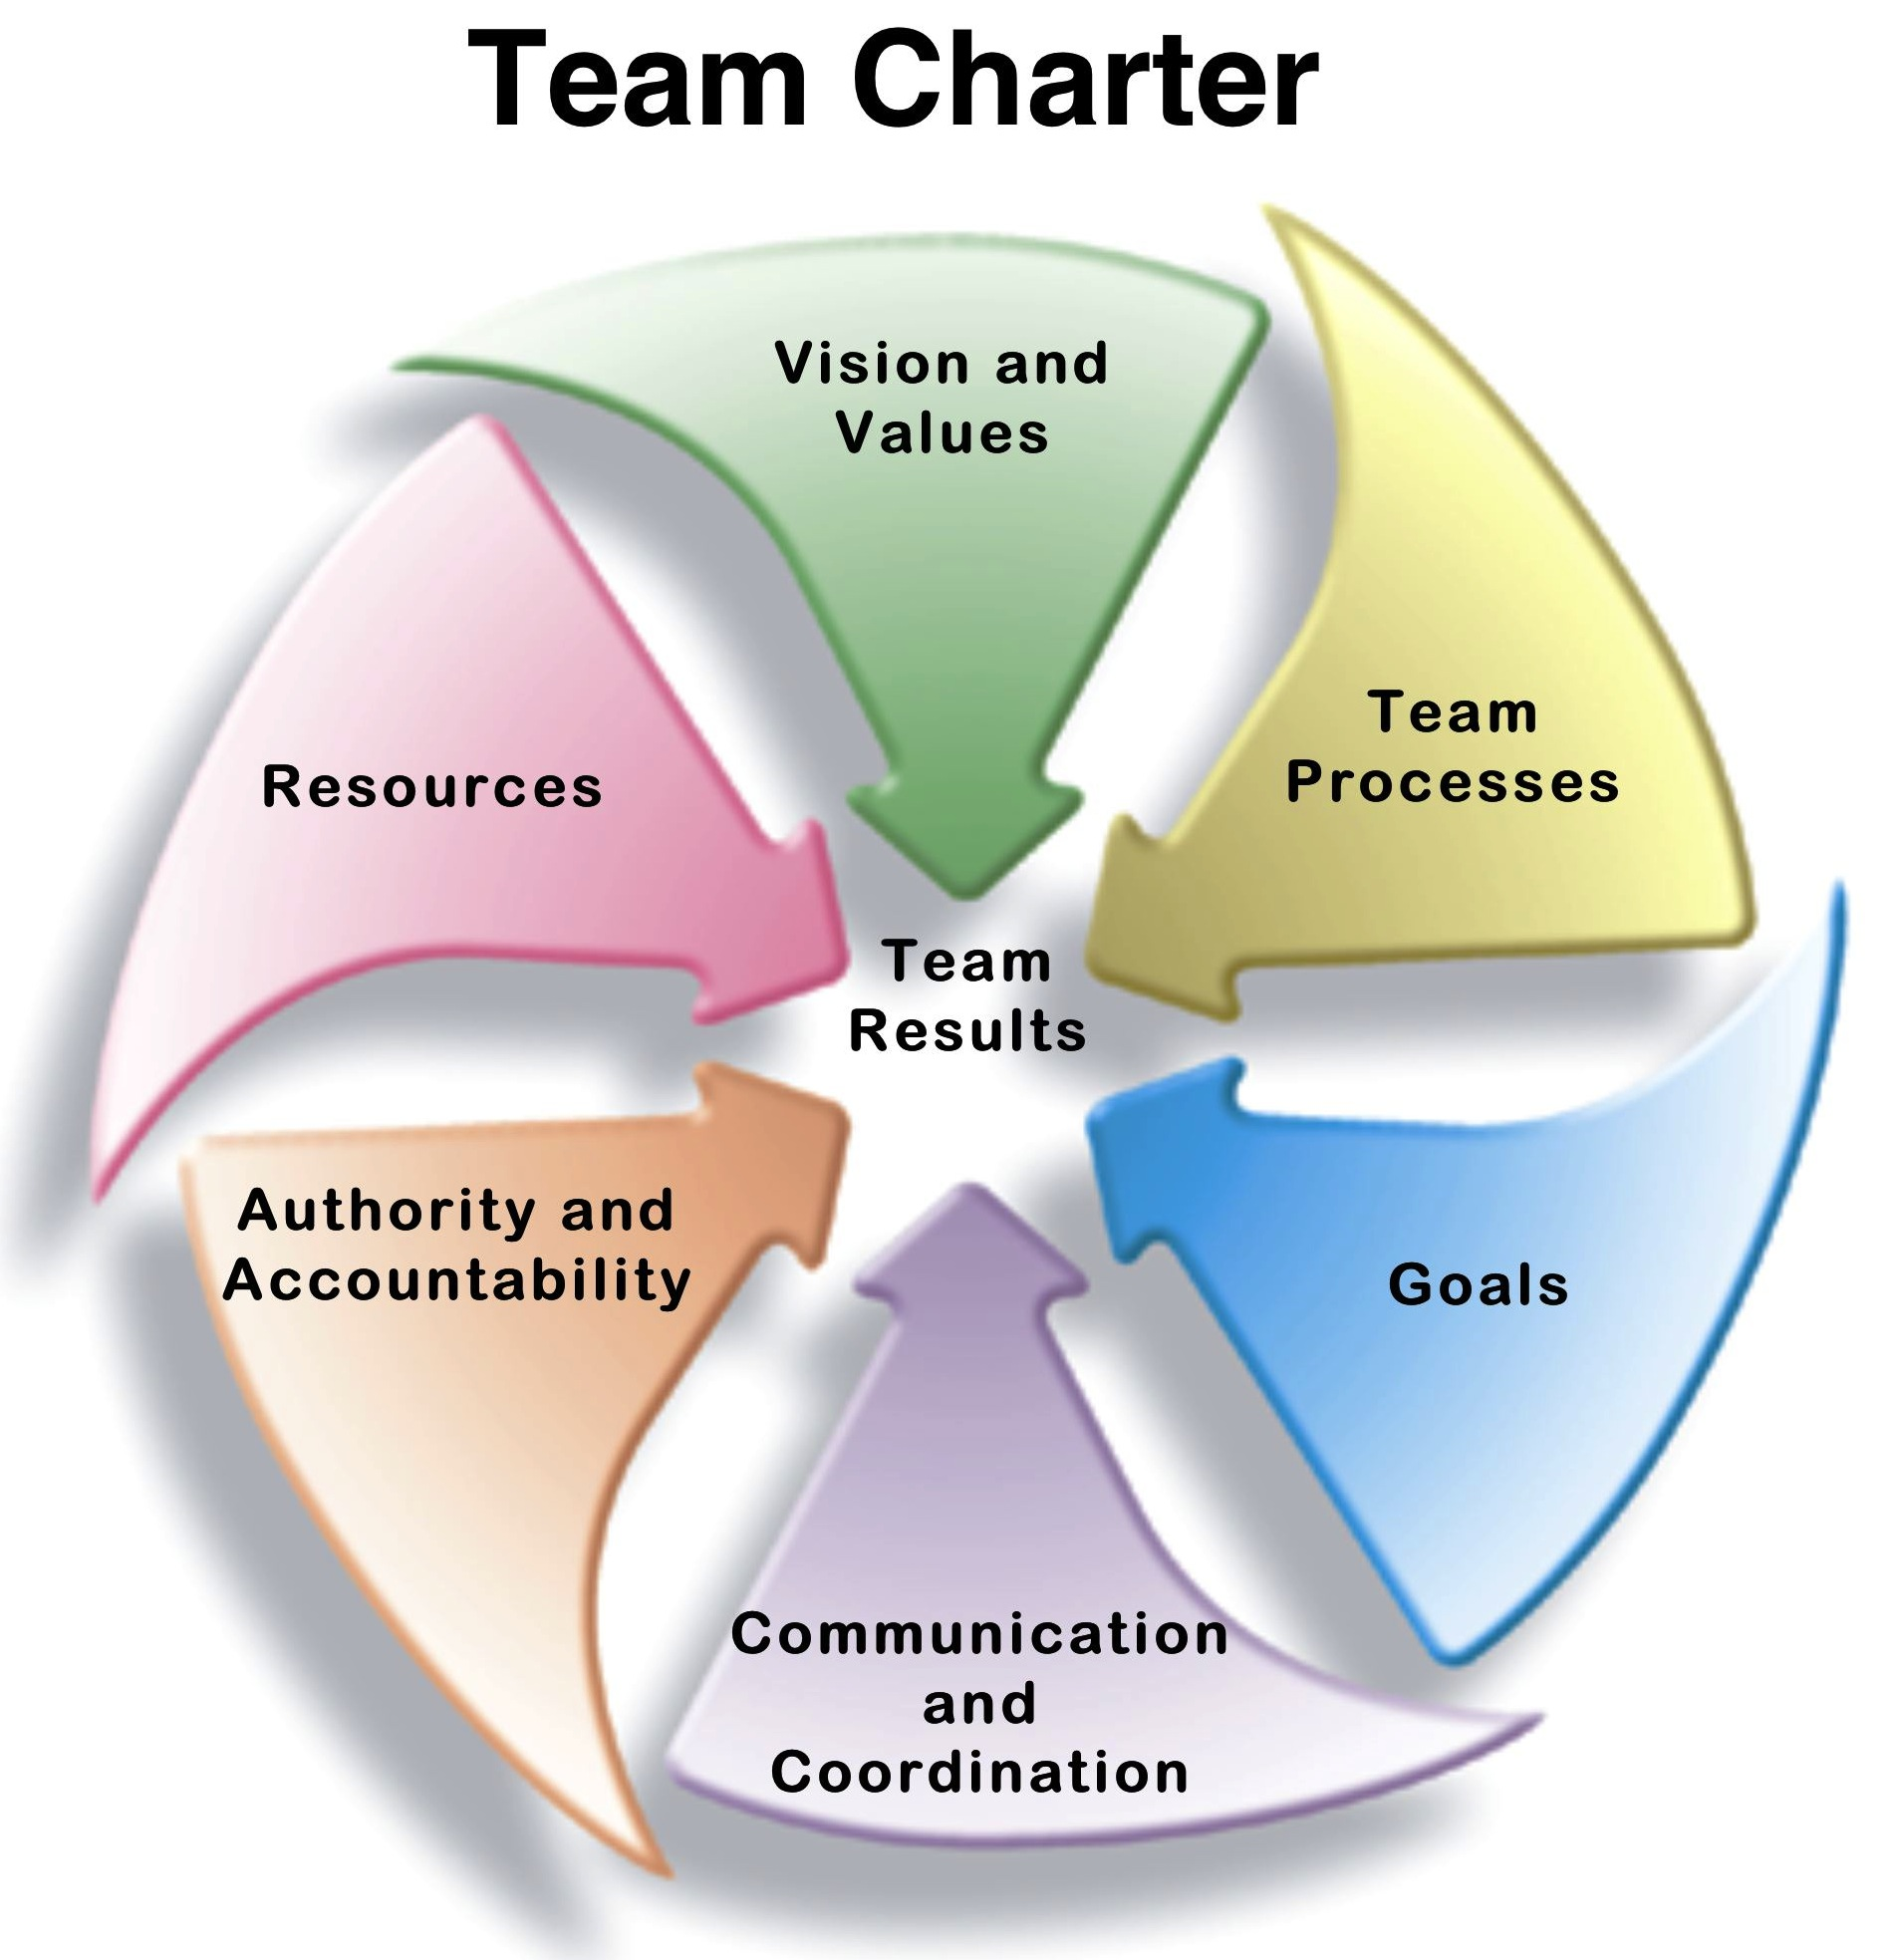 Team Charter
Vision and
Values
Team
Processes
Resources
Team
Results
Authority and
Accountability
Goals
Communication
and
Coordination